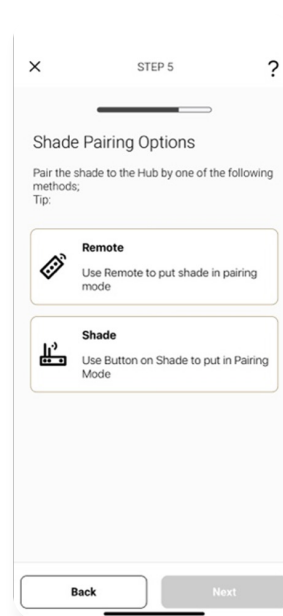 STEP 5
?
Shade Pairing Options
Pair the shade to the Hub by one of the following
methods;
Tip:
Remote
Use Remote to put shade in pairing
mode
Shade
Use Button on Shade to put in Pairing
Mode
Back
Next